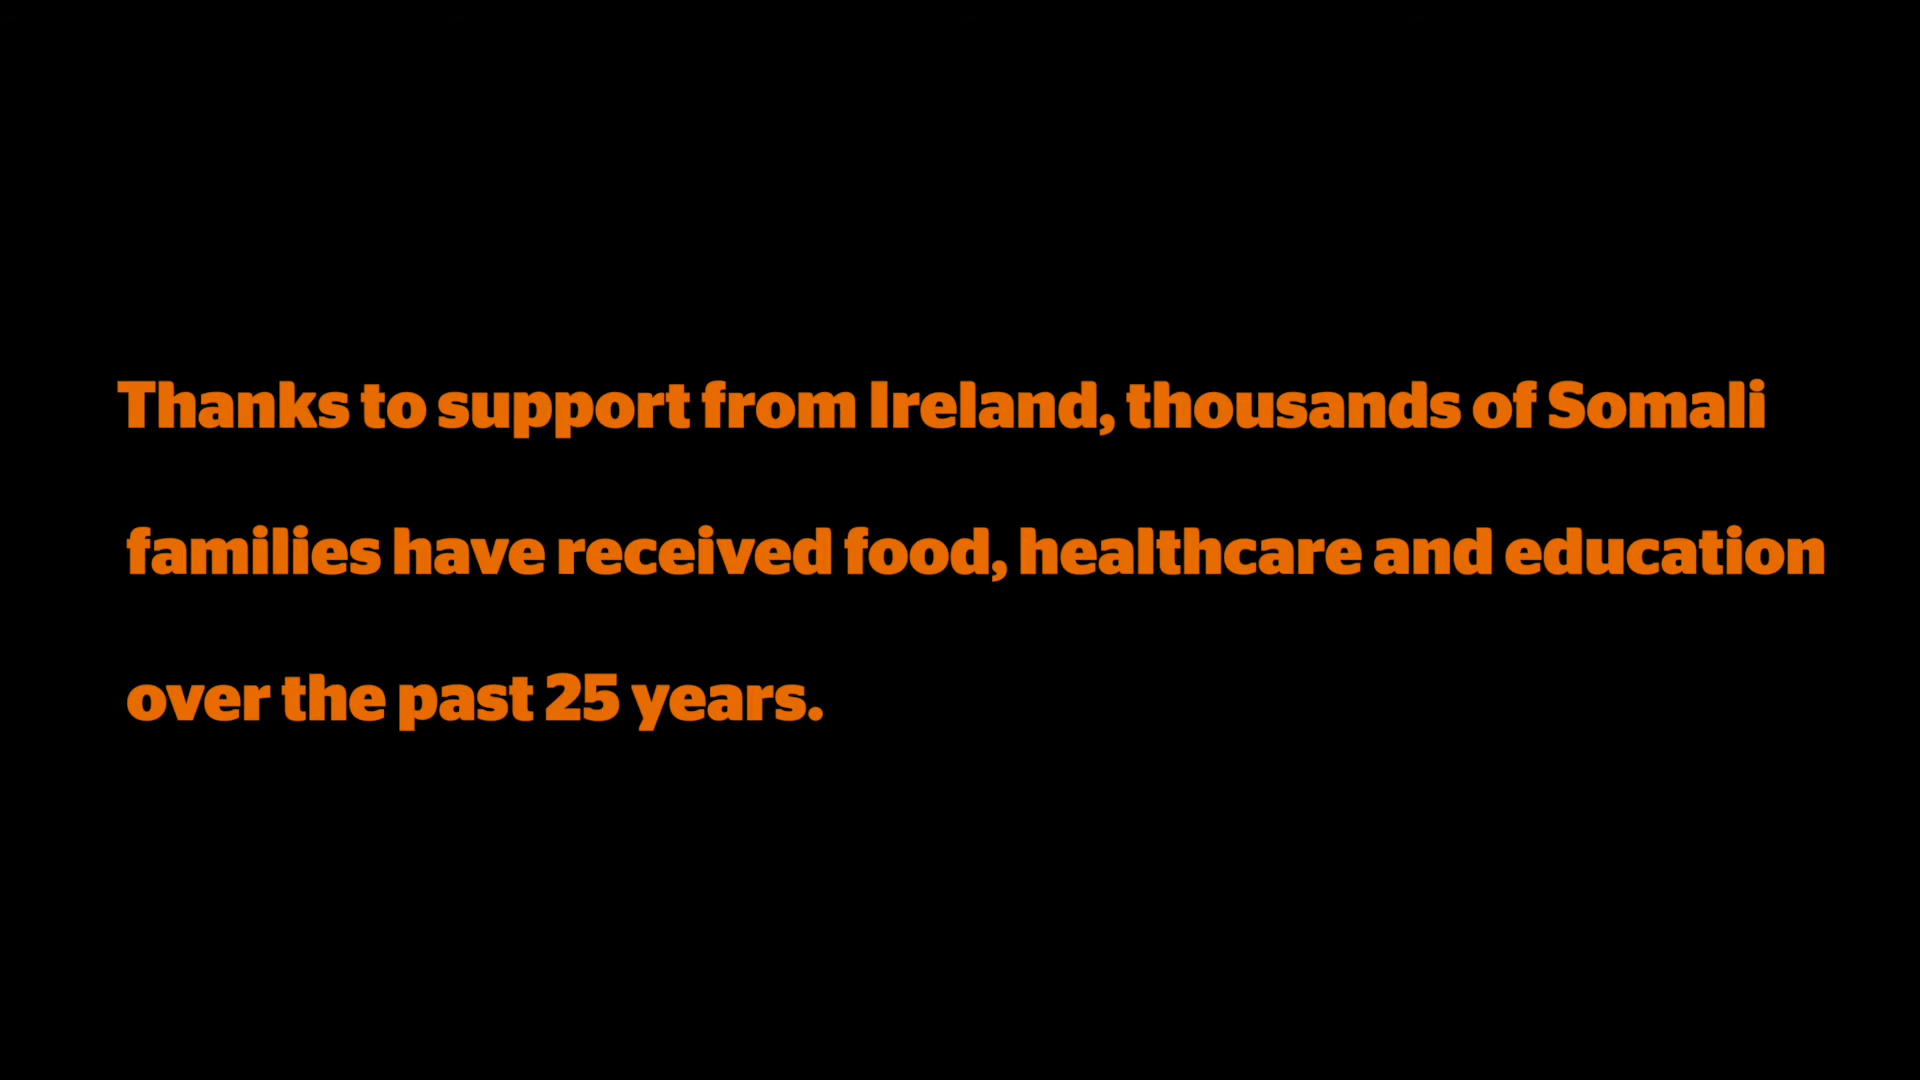 Thanks to support from Ireland, thousands of Somali
families have received food, healthcare and education
over the past 25 years.